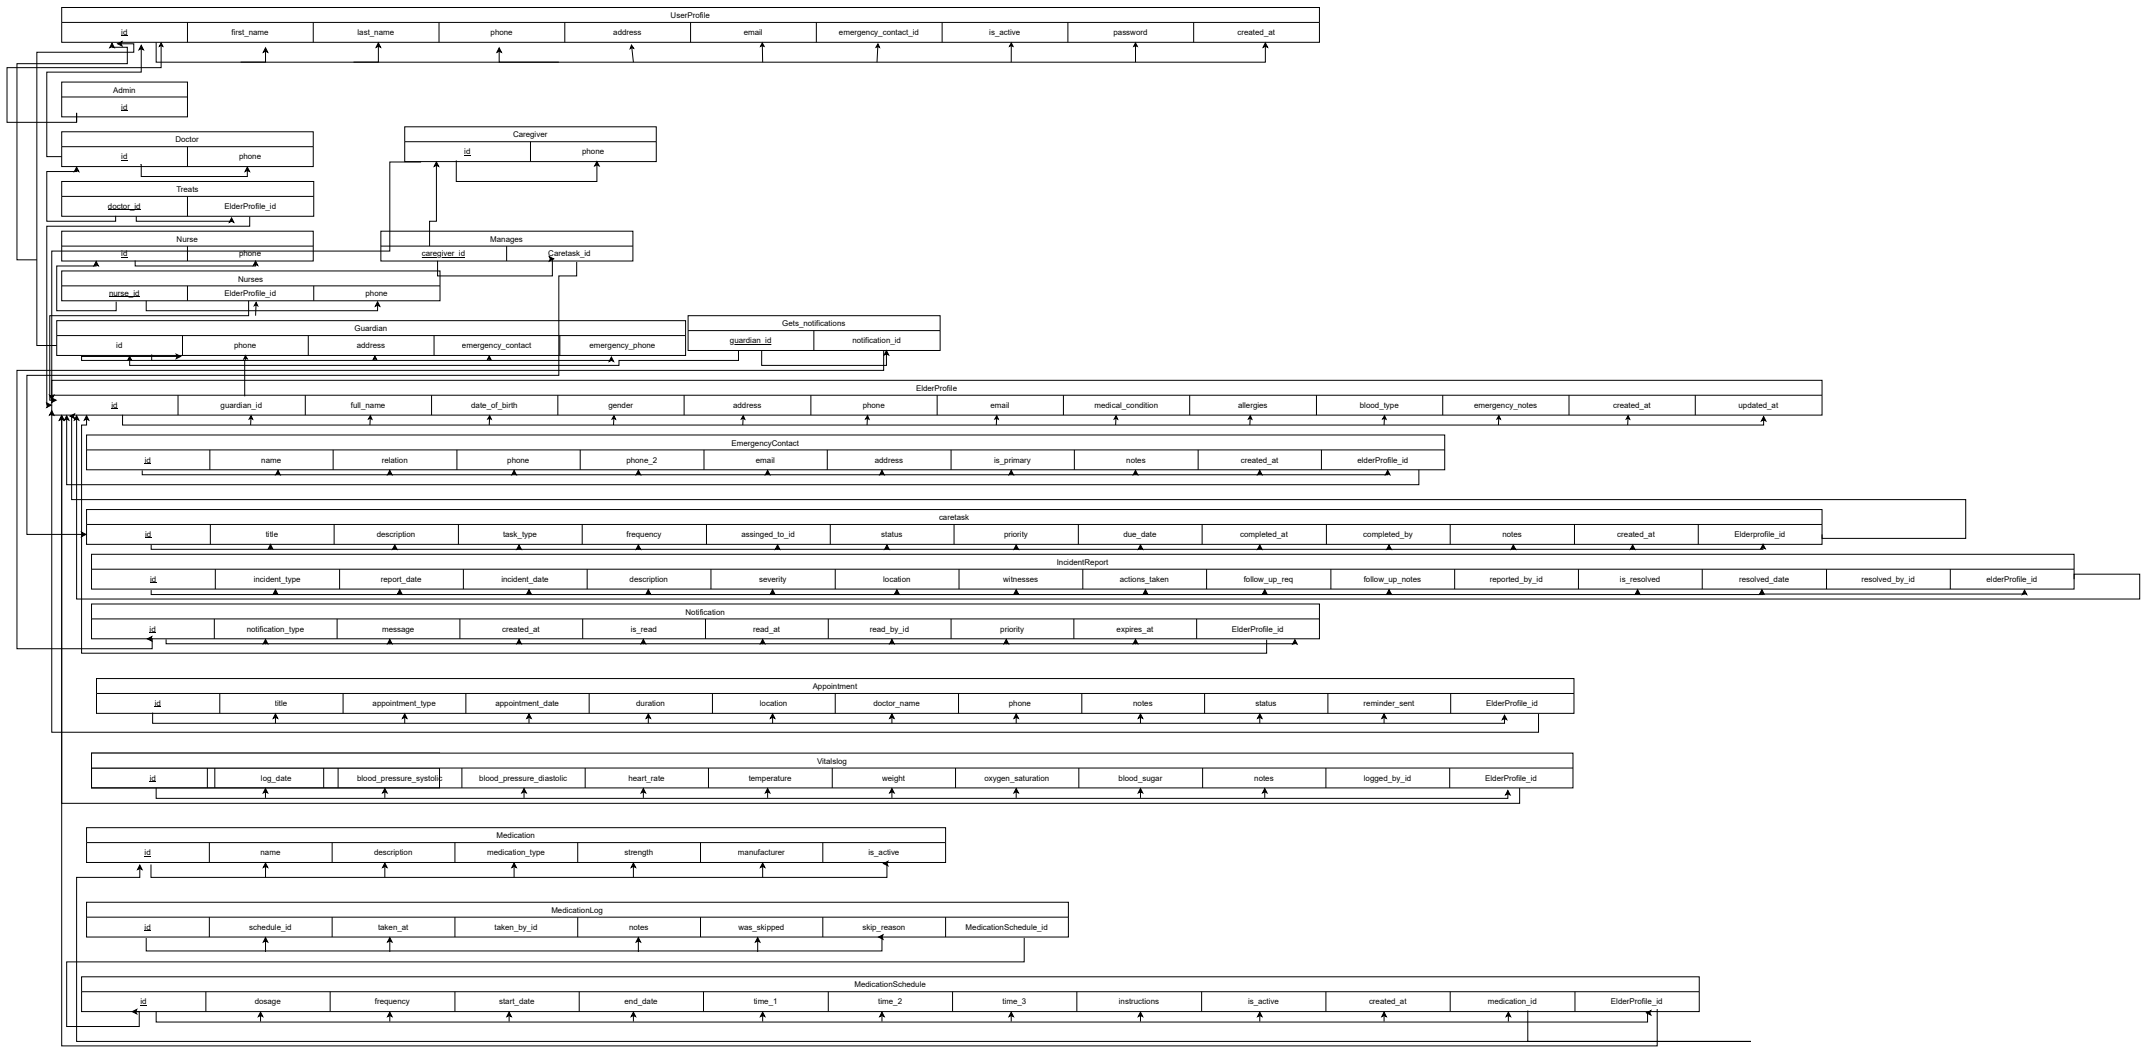 UserProfile
id first_name last_name phone address email emergency_contact_id is_active password created_at
Admin
id
Doctor
id phone
Caregiver
id phone
Treats
doctor_id ElderProfile_id
Nurse
id phone
Manages
caregiver_id Caretask_id
Nurses
nurse_id ElderProfile_id phone
Guardian
id phone address emergency_contact emergency_phone
Gets_notifications
guardian_id notification_id
ElderProfile
id guardian_id full_name date_of_birth gender address phone email medical_condition allergies blood_type emergency_notes created_at updated_at
EmergencyContact
id name relation phone phone_2 email address is_primary notes created_at elderProfile_id
caretask
id title description task_type frequency assinged_to_id status priority due_date completed_at completed_by notes created_at Elderprofile_id
IncidentReport
id incident_type report_date incident_date description severity location witnesses actions_taken follow_up_req follow_up_notes reported_by_id is_resolved resolved_date resolved_by_id elderProfile_id
Notification
id notification_type message created_at is_read read_at read_by_id priority expires_at ElderProfile_id
Appointment
id title appointment_type appointment_date duration location doctor_name phone notes status reminder_sent ElderProfile_id
Vitalslog
id log_date blood_pressure_systolic blood_pressure_diastolic heart_rate temperature weight oxygen_saturation blood_sugar notes logged_by_id ElderProfile_id
Medication
id name description medication_type strength manufacturer is_active
MedicationLog
id schedule_id taken_at taken_by_id notes was_skipped skip_reason MedicationSchedule_id
MedicationSchedule
id dosage frequency start_date end_date time_1 time_2 time_3 instructions is_active created_at medication_id ElderProfile_id